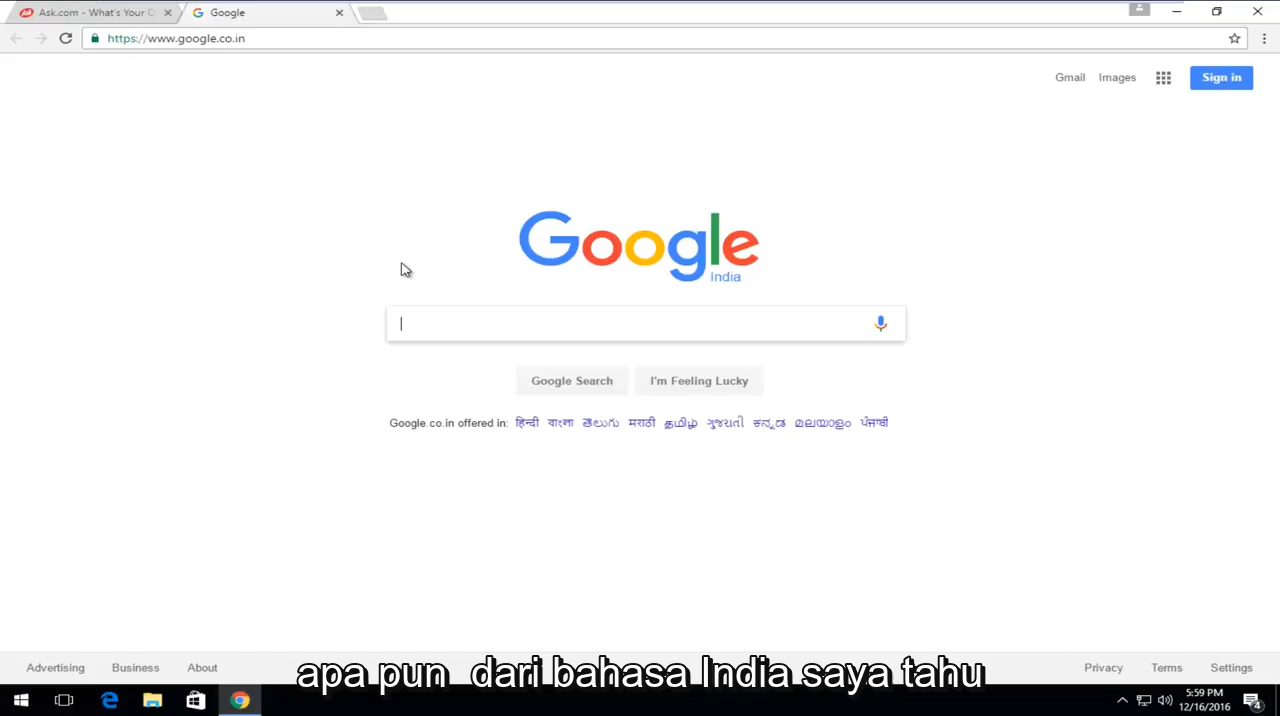 Ask.com - What's Your Q
Google
https://www.google.co.in
Gmail Images Sign in
Google
India
Google Search I'm Feeling Lucky
Google.co.in offered in: हिन्दी বাংলা తెలుగు मराठी தமிழ் ગુજરાતી ಕನ್ನಡ മലയാളം ਪੰਜਾਬੀ
Advertising Business About Privacy Terms Settings
apa pun dari bahasa India saya tahu
5:59 PM
12/16/2016
4